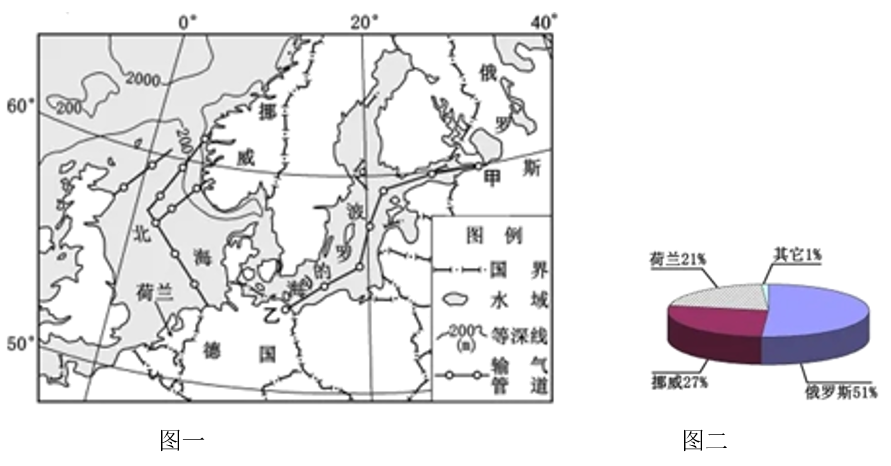 0° 20° 40°
2000
200
60°
200
挪
威
俄
罗
斯
甲
北
海
波
罗
的
海
荷兰
乙
德 国
50°
图 例
国 界
水 域
200
(m)
等深线
输 气
管 道
图一
荷兰21%
其它1%
挪威27%
俄罗斯51%
图二